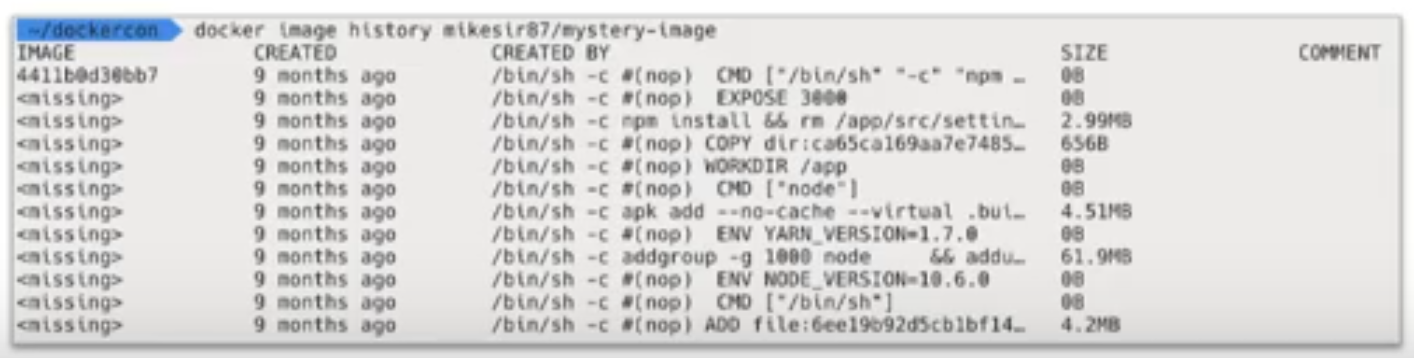 ~/dockercon docker image history mikesir87/mystery-image
IMAGE CREATED CREATED BY SIZE COMMENT
4411b0d30bb7 9 months ago /bin/sh -c #(nop) CMD ["/bin/sh" "-c" "npm … 0B
<missing> 9 months ago /bin/sh -c #(nop) EXPOSE 3000 0B
<missing> 9 months ago /bin/sh -c npm install && rm /app/src/settin… 2.99MB
<missing> 9 months ago /bin/sh -c #(nop) COPY dir:ca65ca169aa7e7485… 656B
<missing> 9 months ago /bin/sh -c #(nop) WORKDIR /app 0B
<missing> 9 months ago /bin/sh -c #(nop) CMD ["node"] 0B
<missing> 9 months ago /bin/sh -c apk add --no-cache --virtual .bui… 4.51MB
<missing> 9 months ago /bin/sh -c #(nop) ENV YARN_VERSION=1.7.0 0B
<missing> 9 months ago /bin/sh -c addgroup -g 1000 node && addu… 61.9MB
<missing> 9 months ago /bin/sh -c #(nop) ENV NODE_VERSION=10.6.0 0B
<missing> 9 months ago /bin/sh -c #(nop) CMD ["/bin/sh"] 0B
<missing> 9 months ago /bin/sh -c #(nop) ADD file:6ee19b92d5cb1bf14… 4.2MB